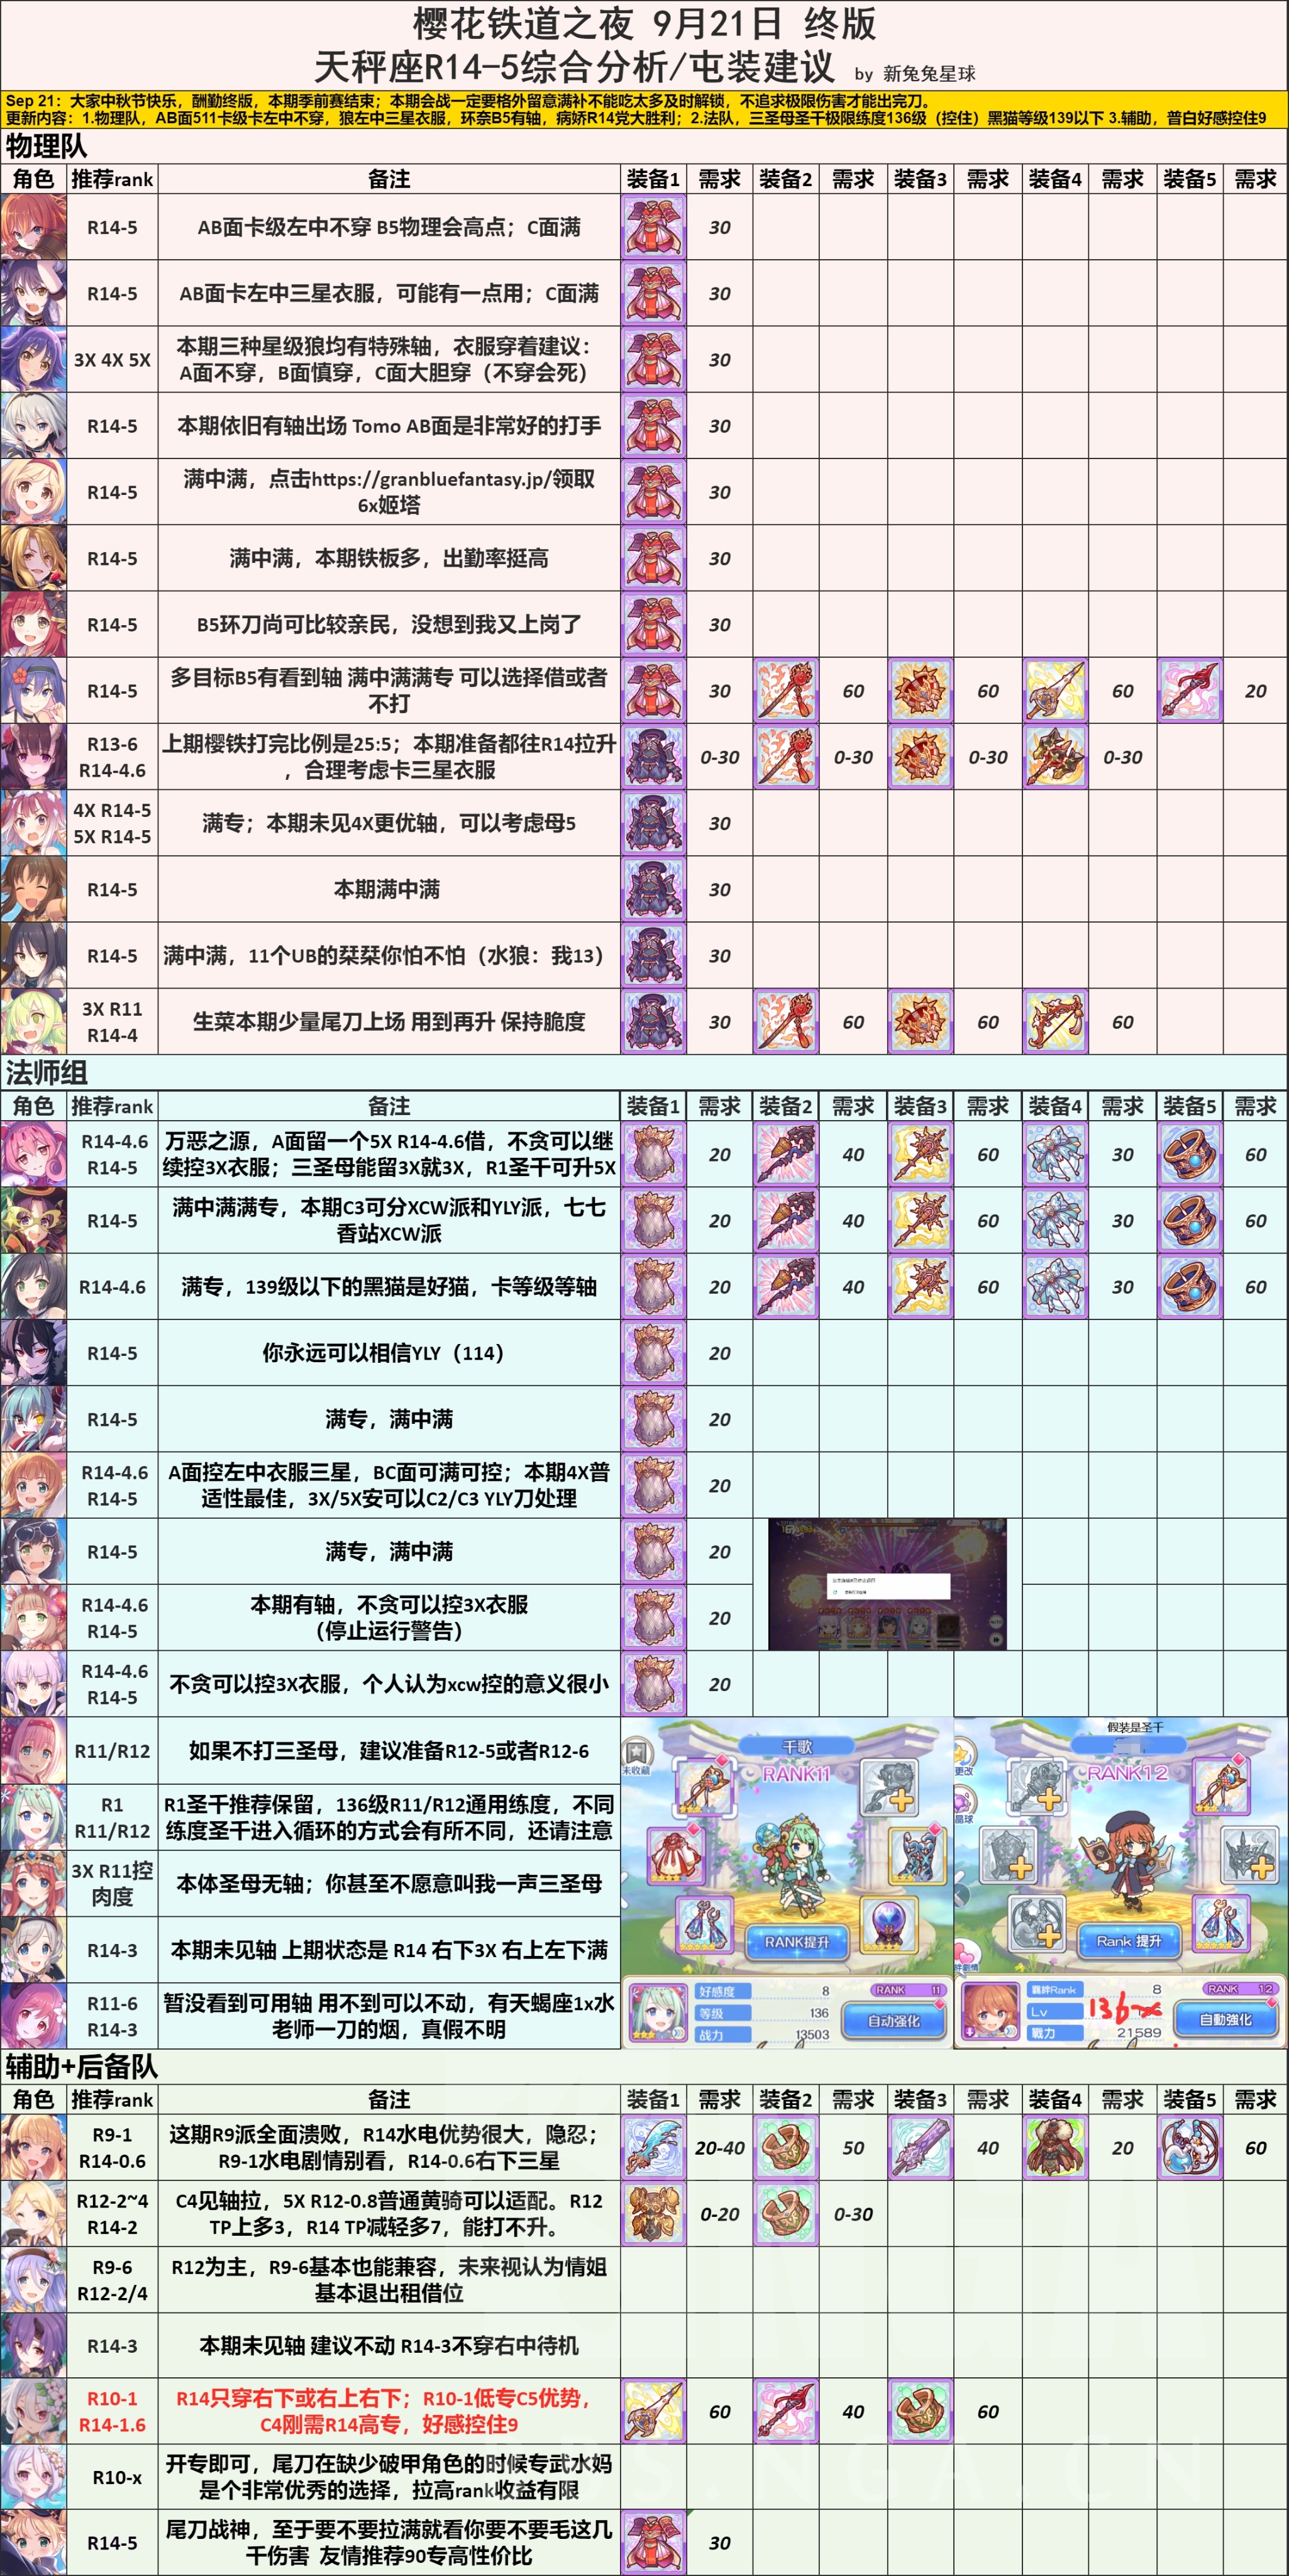 樱花铁道之夜 9月21日 终版
天秤座R14-5综合分析/屯装建议 by 新兔兔星球
Sep 21：大家中秋节快乐，酬勤终版，本期季前赛结束；本期会战一定要格外留意满补不能吃太多及时解锁，不追求极限伤害才能出完刀。
更新内容：1.物理队，AB面511卡级卡左中不穿，狼左中三星衣服，环奈B5有轴，病娇R14党大胜利；2.法队，三圣母圣千极限练度136级（控住）黑猫等级139以下 3.辅助，普白好感控住9
物理队
角色 推荐rank 备注 装备1 需求 装备2 需求 装备3 需求 装备4 需求 装备5 需求
R14-5 AB面卡级左中不穿 B5物理会高点；C面满 30
R14-5 AB面卡左中三星衣服，可能有一点用；C面满 30
3X 4X 5X 本期三种星级狼均有特殊轴，衣服穿着建议：
A面不穿，B面慎穿，C面大胆穿（不穿会死） 30
R14-5 本期依旧有轴出场 Tomo AB面是非常好的打手 30
R14-5 满中满，点击https://granbluefantasy.jp/领取
6x姬塔 30
R14-5 满中满，本期铁板多，出勤率挺高 30
R14-5 B5环刀尚可比较亲民，没想到我又上岗了 30
R14-5 多目标B5有看到轴 满中满满专 可以选择借或者
不打 30 60 60 60 20
R13-6 上期樱铁打完比例是25:5；本期准备都往R14拉升
R14-4.6 ，合理考虑卡三星衣服 0-30 0-30 0-30 0-30
4X R14-5
5X R14-5 满专；本期未见4X更优轴，可以考虑母5 30
R14-5 本期满中满 30
R14-5 满中满，11个UB的栞栞你怕不怕（水狼：我13） 30
3X R11
R14-4 生菜本期少量尾刀上场 用到再升 保持脆度 30 60 60 60
法师组
角色 推荐rank 备注 装备1 需求 装备2 需求 装备3 需求 装备4 需求 装备5 需求
R14-4.6 万恶之源，A面留一个5X R14-4.6借，不贪可以继
R14-5 续控3X衣服；三圣母能留3X就3X，R1圣千可升5X 20 40 60 30 60
R14-5 满中满满专，本期C3可分XCW派和YLY派，七七
香站XCW派 20 40 60 30 60
R14-4.6 满专，139级以下的黑猫是好猫，卡等级等轴 20 40 60 30 60
R14-5 你永远可以相信YLY（114） 20
R14-5 满专，满中满 20
R14-4.6 A面控左中衣服三星，BC面可满可控；本期4X普
R14-5 适性最佳，3X/5X安可以C2/C3 YLY刀处理 20
R14-5 满专，满中满 20
R14-4.6 本期有轴，不贪可以控3X衣服
R14-5 （停止运行警告） 20
R14-4.6
R14-5 不贪可以控3X衣服，个人认为xcw控的意义很小 20
R11/R12 如果不打三圣母，建议准备R12-5或者R12-6
R1 R1圣千推荐保留，136级R11/R12通用练度，不同
R11/R12 练度圣千进入循环的方式会有所不同，还请注意
3X R11控
肉度 本体圣母无轴；你甚至不愿意叫我一声三圣母
R14-3 本期未见轴 上期状态是 R14 右下3X 右上左下满
R11-6 暂没看到可用轴 用不到可以不动，有天蝎座1x水
R14-3 老师一刀的烟，真假不明
未收藏
千歌
RANK11
RANK提升
好感度 8 RANK 11
等级 136
战力 13503
自动强化
假装是圣千
更改
晶球
RANK12
Rank 提升
絆劇情
羈絆Rank 8 RANK 12
Lv 136
戰力 21589
自動強化
辅助+后备队
角色 推荐rank 备注 装备1 需求 装备2 需求 装备3 需求 装备4 需求 装备5 需求
R9-1 这期R9派全面溃败，R14水电优势很大，隐忍；
R14-0.6 R9-1水电剧情别看，R14-0.6右下三星 20-40 50 40 20 60
R12-2~4 C4见轴拉，5X R12-0.8普通黄骑可以适配。R12
R14-2 TP上多3，R14 TP减轻多7，能打不升。 0-20 0-30
R9-6 R12为主，R9-6基本也能兼容，未来视认为情姐
R12-2/4 基本退出租借位
R14-3 本期未见轴 建议不动 R14-3不穿右中待机
R10-1 R14只穿右下或右上右下；R10-1低专C5优势，
R14-1.6 C4刚需R14高专，好感控住9 60 40 60
R10-x 开专即可，尾刀在缺少破甲角色的时候专武水妈
是个非常优秀的选择，拉高rank收益有限
R14-5 尾刀战神，至于要不要拉满就看你要不要毛这几
千伤害 友情推荐90专高性价比 30